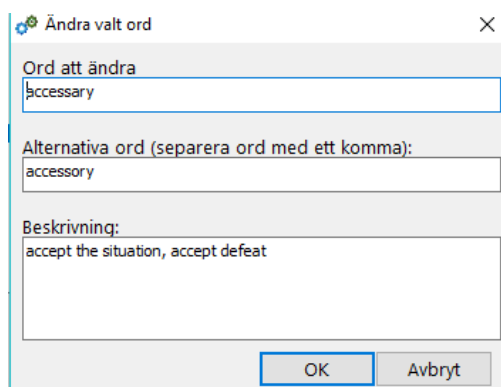 Ändra valt ord
Ord att ändra
accessary
Alternativa ord (separera ord med ett komma):
accessory
Beskrivning:
accept the situation, accept defeat
OK Avbryt